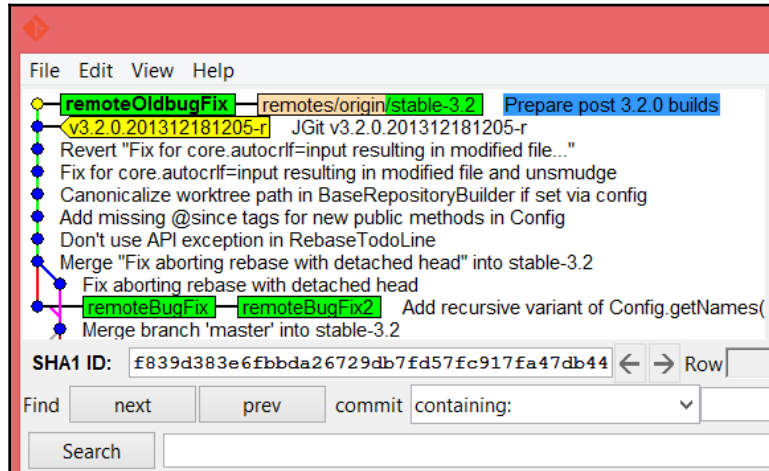 File Edit View Help
remoteOldbugFix remotes/origin/stable-3.2 Prepare post 3.2.0 builds
v3.2.0.201312181205-r JGit v3.2.0.201312181205-r
Revert "Fix for core.autocrlf=input resulting in modified file..."
Fix for core.autocrlf=input resulting in modified file and unsmudge
Canonicalize worktree path in BaseRepositoryBuilder if set via config
Add missing @since tags for new public methods in Config
Don't use API exception in RebaseTodoLine
Merge "Fix aborting rebase with detached head" into stable-3.2
Fix aborting rebase with detached head
remoteBugFix remoteBugFix2 Add recursive variant of Config.getNames(
Merge branch 'master' into stable-3.2
SHA1 ID: f839d383e6fbbda26729db7fd57fc917fa47db44 Row
Find next prev commit containing:
Search